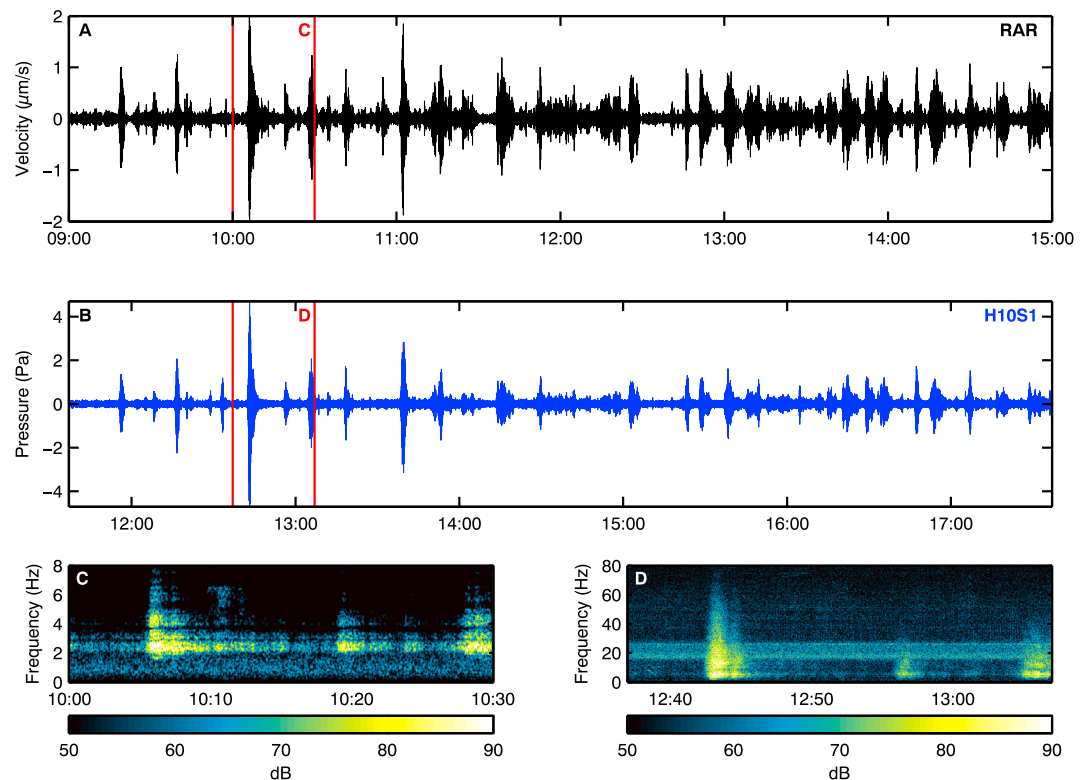 A
C
RAR
Velocity (µm/s)
2
1
0
−1
−2
09:00 10:00 11:00 12:00 13:00 14:00 15:00
B
D
H10S1
Pressure (Pa)
4
2
0
−2
−4
12:00 13:00 14:00 15:00 16:00 17:00
C
Frequency (Hz)
8
6
4
2
0
10:00 10:10 10:20 10:30
50 60 70 80 90
dB
D
Frequency (Hz)
80
60
40
20
0
12:40 12:50 13:00
50 60 70 80 90
dB